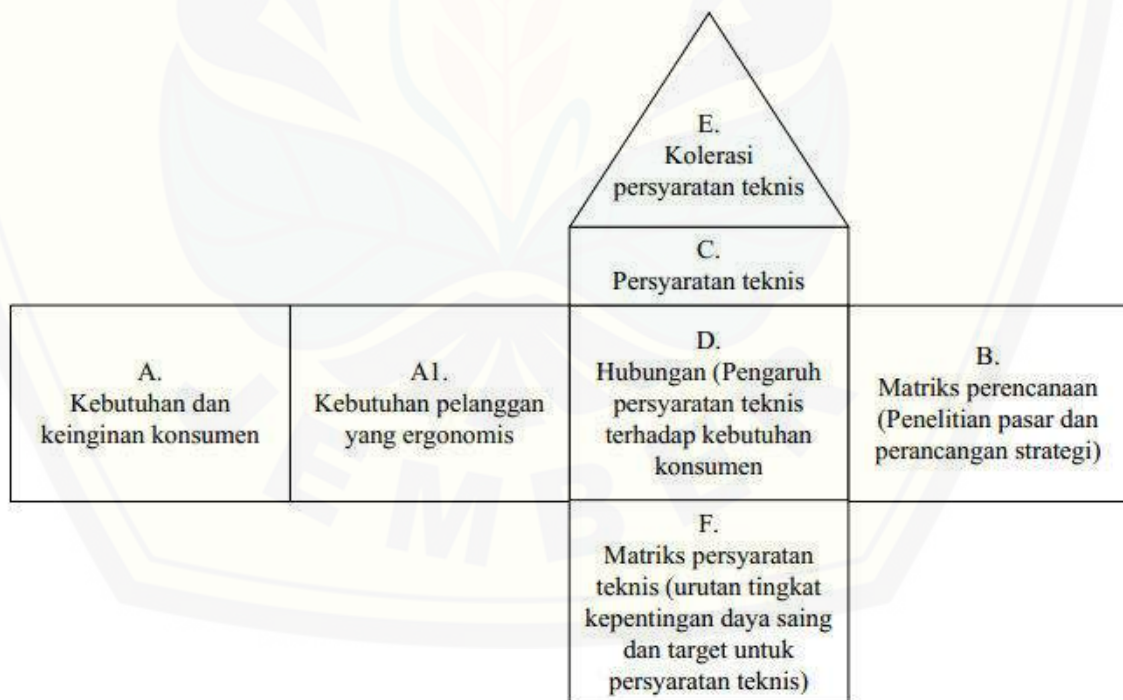 E.
Kolerasi
persyaratan teknis
C.
Persyaratan teknis
A.
Kebutuhan dan
keinginan konsumen
A1.
Kebutuhan pelanggan
yang ergonomis
D.
Hubungan (Pengaruh
persyaratan teknis
terhadap kebutuhan
konsumen
B.
Matriks perencanaan
(Penelitian pasar dan
perancangan strategi)
F.
Matriks persyaratan
teknis (urutan tingkat
kepentingan daya saing
dan target untuk
persyaratan teknis)
JEMBER